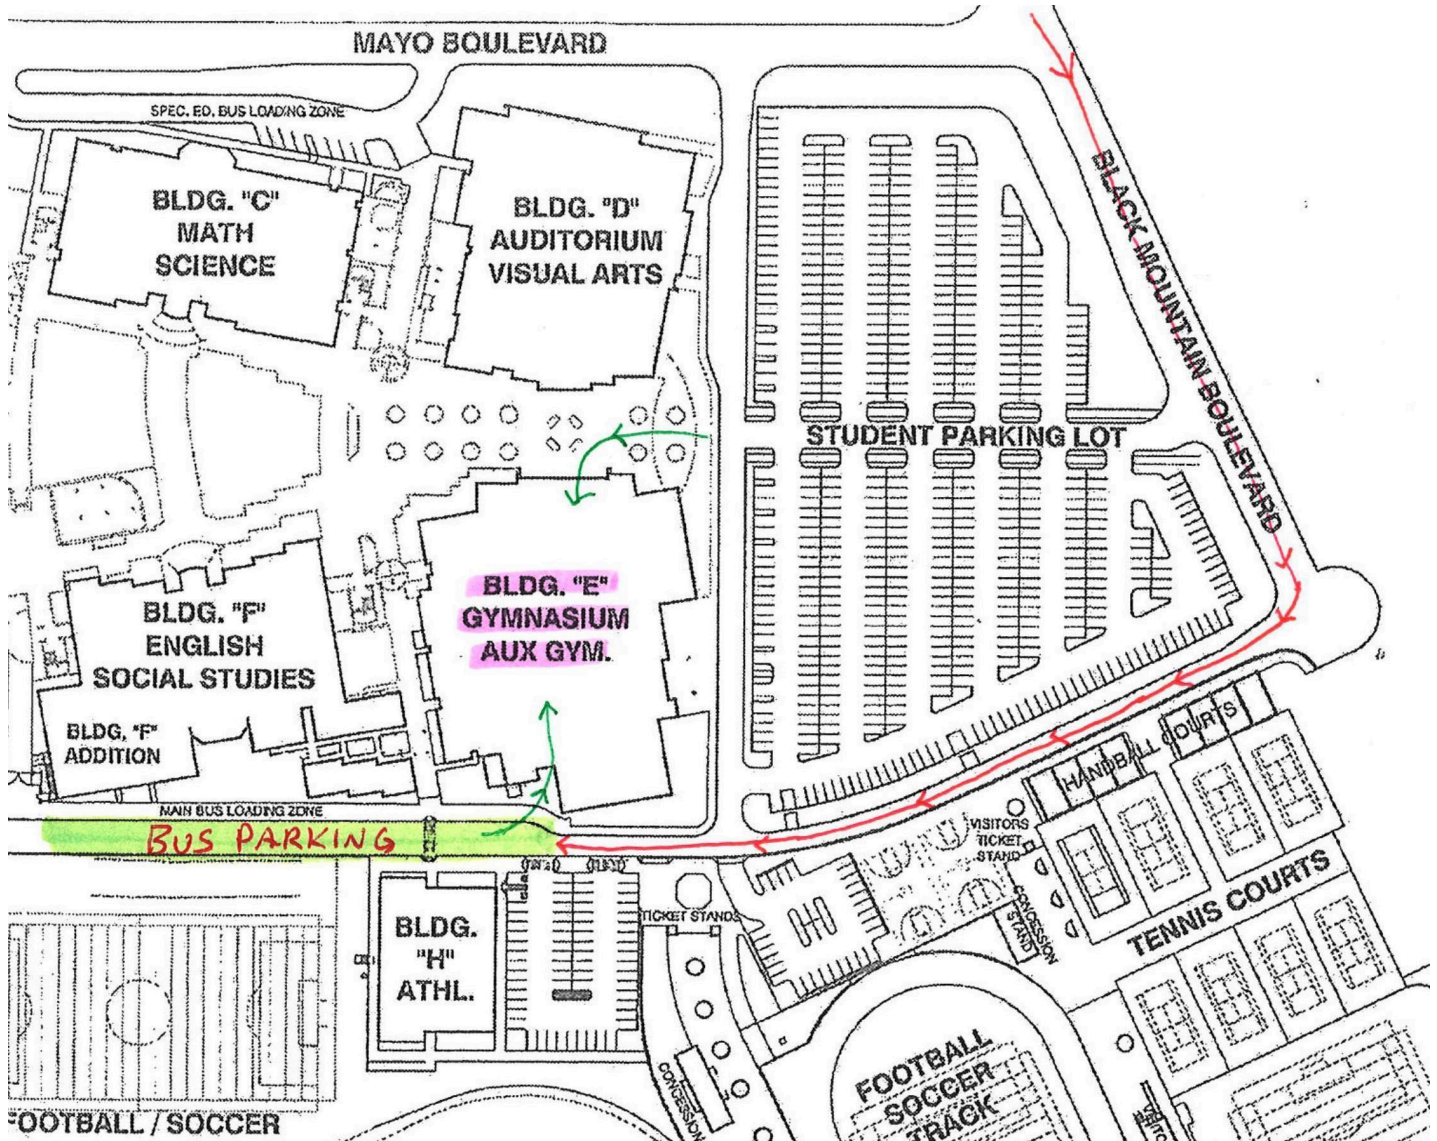 MAYO BOULEVARD
SPEC. ED. BUS LOADING ZONE
BLDG. "C"
MATH
SCIENCE
BLDG. "D"
AUDITORIUM
VISUAL ARTS
BLACK MOUNTAIN BOULEVARD
STUDENT PARKING LOT
BLDG. "E"
GYMNASIUM
AUX GYM.
BLDG. "F"
ENGLISH
SOCIAL STUDIES
BLDG. "F"
ADDITION
HANDBALL COURTS
MAIN BUS LOADING ZONE
BUS PARKING
VISITORS
TICKET
STAND
CONCESSION
STAND
TENNIS COURTS
TICKET STANDS
BLDG.
"H"
ATHL.
CONCESSION
FOOTBALL
SOCCER
TRACK
FOOTBALL / SOCCER